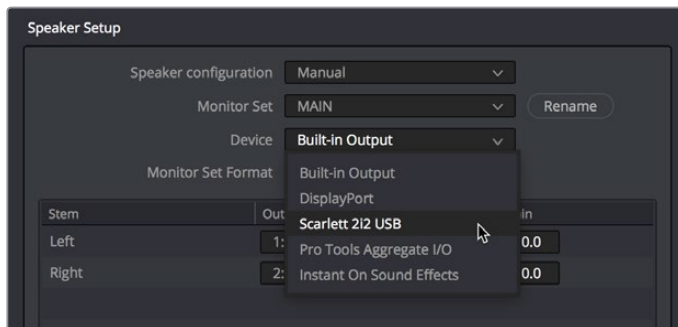 Speaker Setup
Speaker configuration Manual
Monitor Set MAIN Rename
Device Built-in Output
Monitor Set Format Built-in Output
DisplayPort
Stem Out Scarlett 2i2 USB in
Left 1: Pro Tools Aggregate I/O 0.0
Right 2: Instant On Sound Effects 0.0